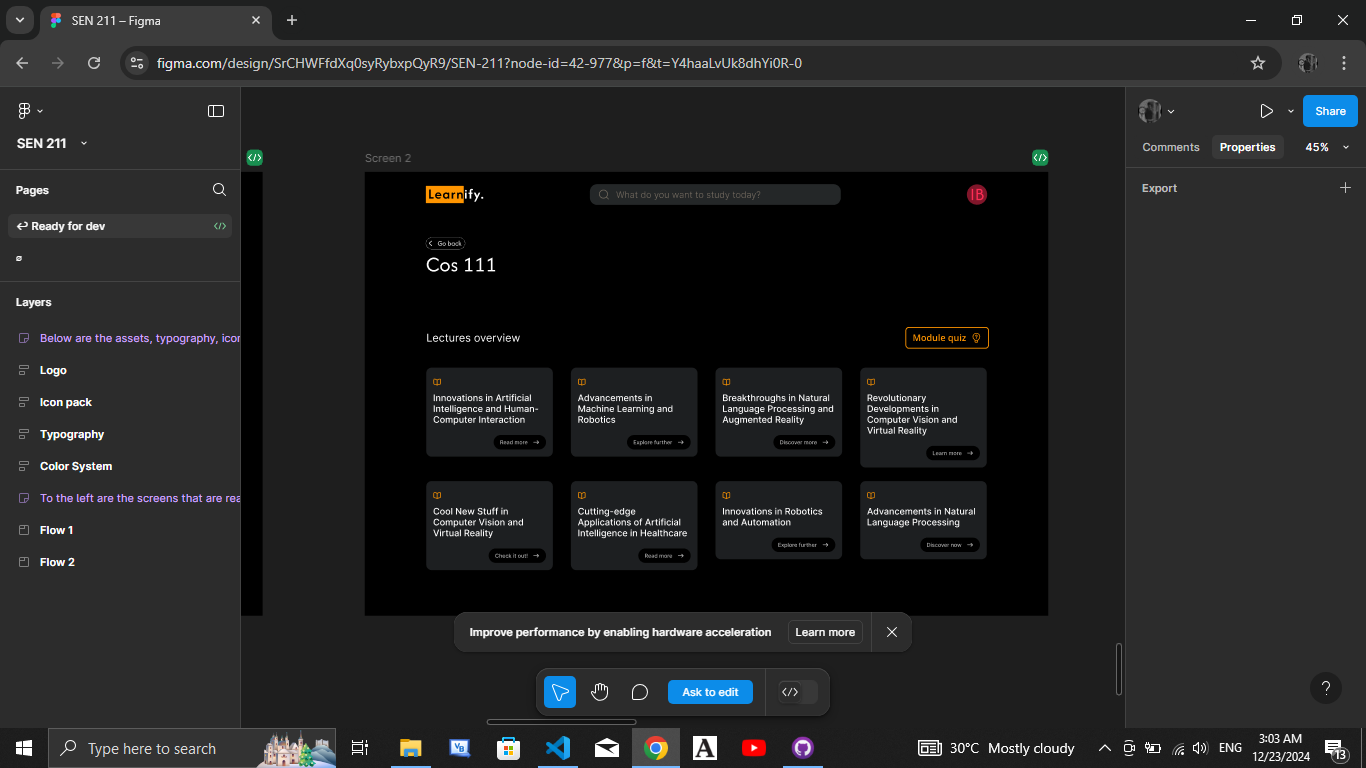 SEN 211 – Figma
figma.com/design/SrCHWFfdXq0syRybxpQyR9/SEN-211?node-id=42-977&p=f&t=Y4haaLvUk8dhYi0R-0
SEN 211
Pages
Ready for dev
Layers
Below are the assets, typography, icon
Logo
Icon pack
Typography
Color System
To the left are the screens that are rea
Flow 1
Flow 2
Screen 2
Learnify.
What do you want to study today?
IB
Go back
Cos 111
Lectures overview
Module quiz
Innovations in Artificial
Intelligence and Human-
Computer Interaction
Read more
Advancements in
Machine Learning and
Robotics
Explore further
Breakthroughs in Natural
Language Processing and
Augmented Reality
Discover more
Revolutionary
Developments in
Computer Vision and
Virtual Reality
Learn more
Cool New Stuff in
Computer Vision and
Virtual Reality
Check it out!
Cutting-edge
Applications of Artificial
Intelligence in Healthcare
Read more
Innovations in Robotics
and Automation
Explore further
Advancements in Natural
Language Processing
Discover now
Improve performance by enabling hardware acceleration
Learn more
Ask to edit
Share
Comments
Properties
45%
Export
?
Type here to search
30°C Mostly cloudy
ENG
3:03 AM
12/23/2024
13